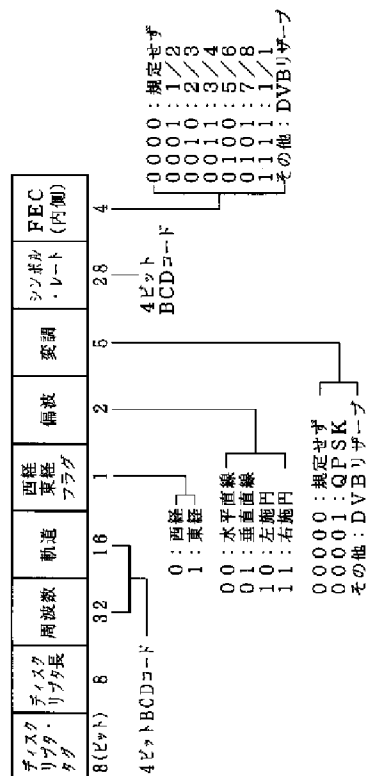 ディスクリプタ・タグ
ディスクリプタ長
周波数
軌道
西経東経フラグ
偏波
変調
シンボル・レート
FEC(内側)
8(ビット)
8
32
16
1
2
5
28
4
4ビットBCDコード
0:西経
1:東経
00:水平直線
01:垂直直線
10:左施円
11:右施円
00000:規定せず
00001:QPSK
その他:DVBリザーブ
4ビット
BCDコード
0000:規定せず
0001:1/2
0010:2/3
0011:3/4
0100:5/6
0101:7/8
1111:1/1
その他:DVBリザーブ